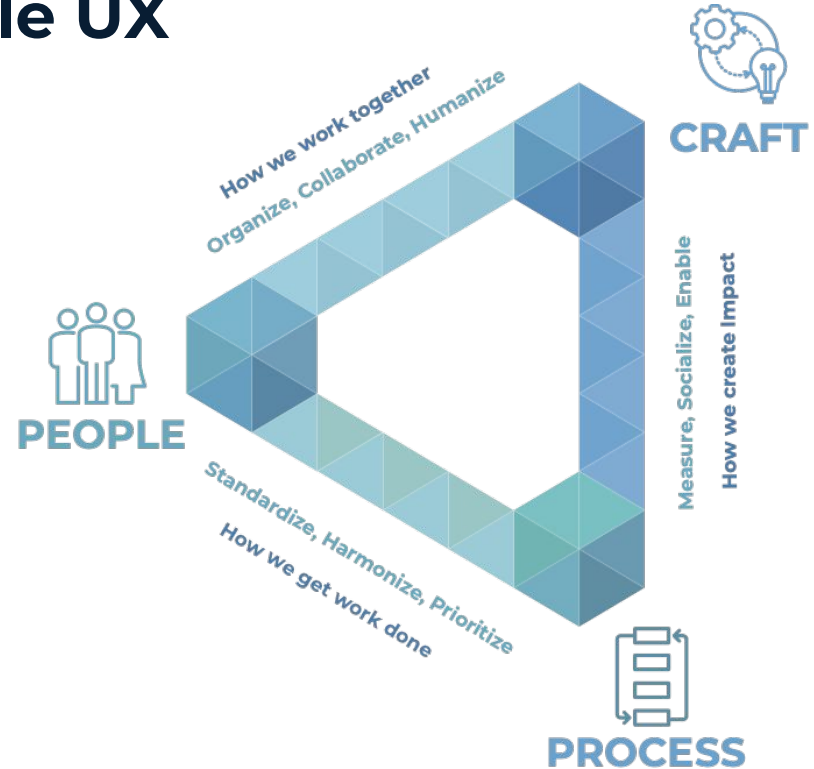 le UX
CRAFT
How we work together
Organize, Collaborate, Humanize
Measure, Socialize, Enable
How we create Impact
PEOPLE
Standardize, Harmonize, Prioritize
How we get work done
PROCESS